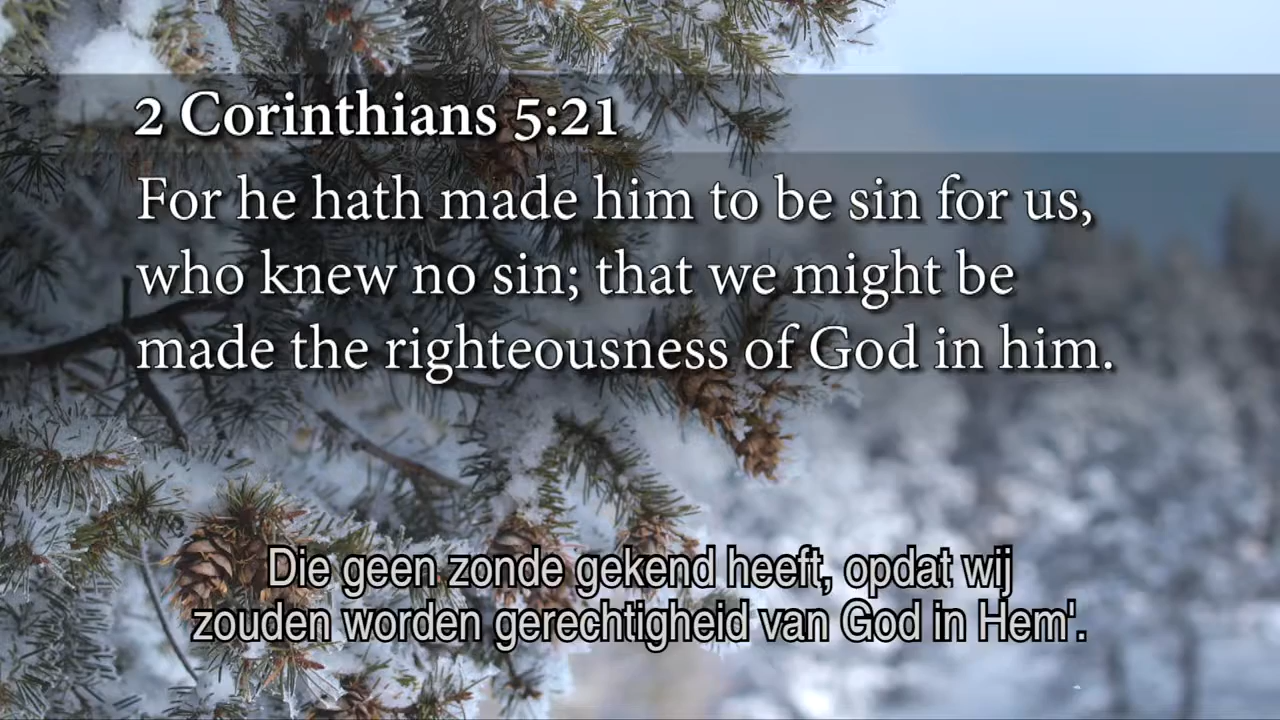 2 Corinthians 5:21
For he hath made him to be sin for us,
who knew no sin; that we might be
made the righteousness of God in him.
Die geen zonde gekend heeft, opdat wij
zouden worden gerechtigheid van God in Hem'.